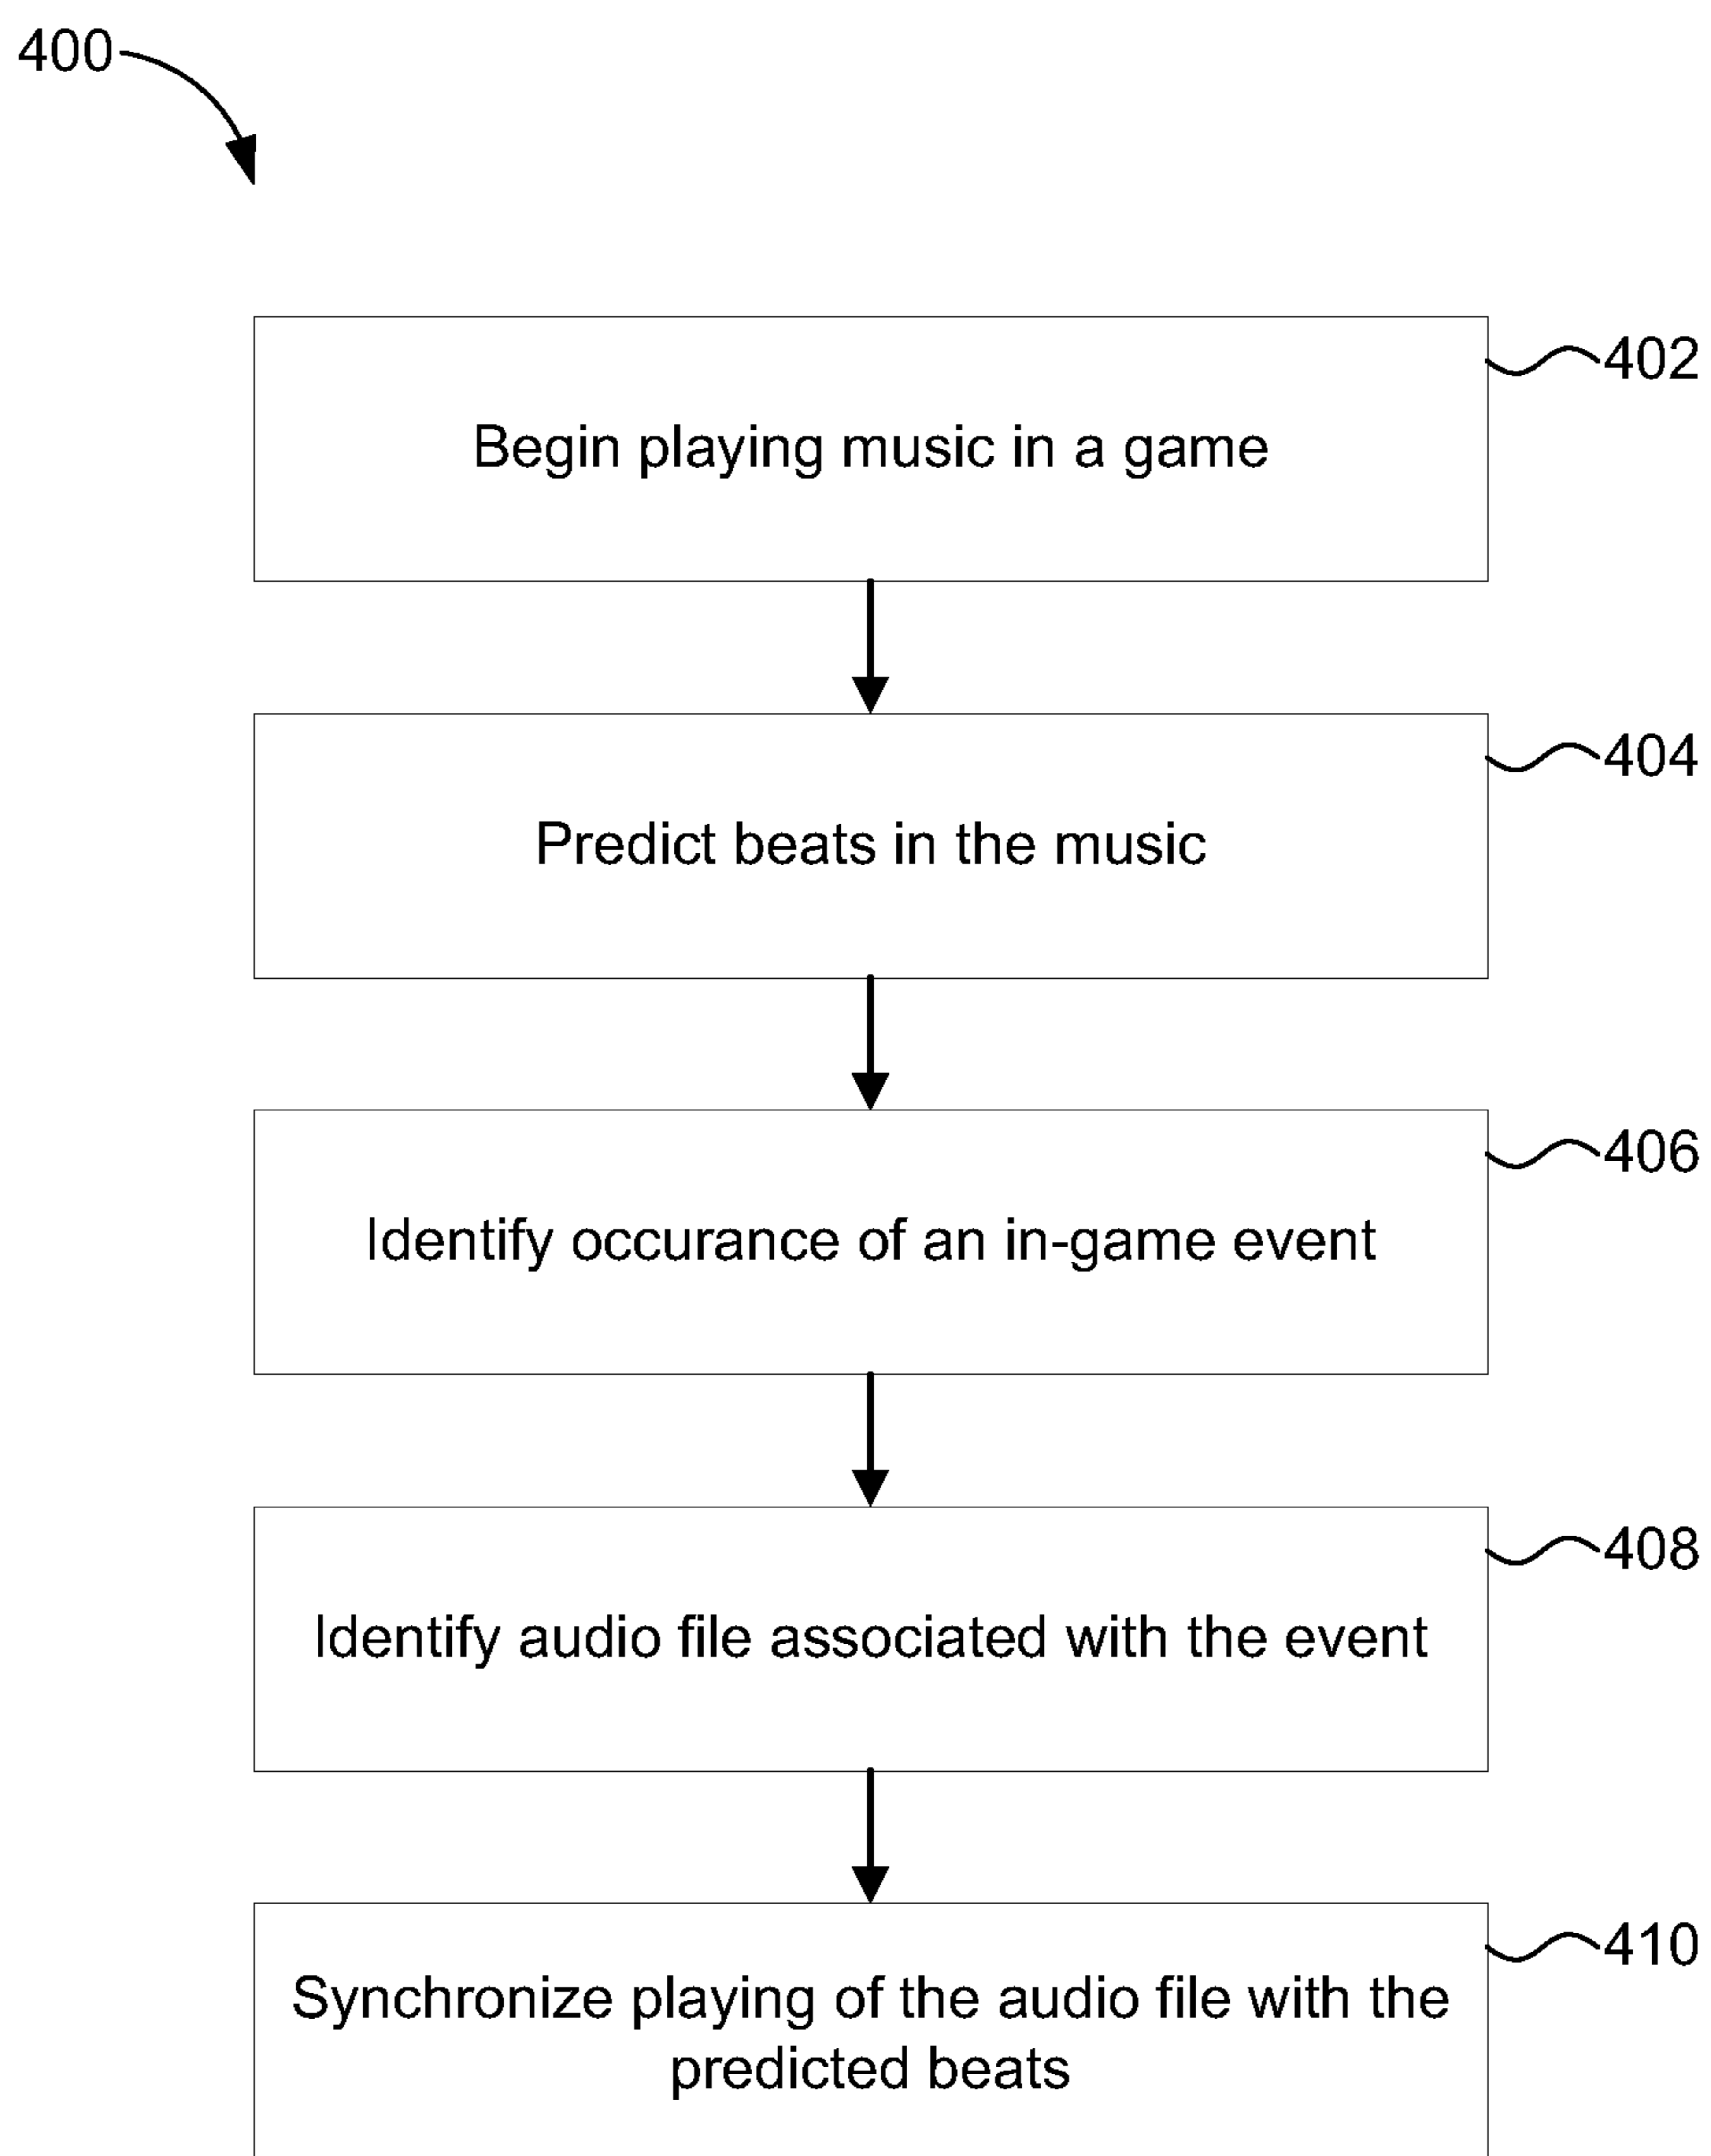 400
402
Begin playing music in a game
404
Predict beats in the music
406
Identify occurance of an in-game event
408
Identify audio file associated with the event
410
Synchronize playing of the audio file with the
predicted beats